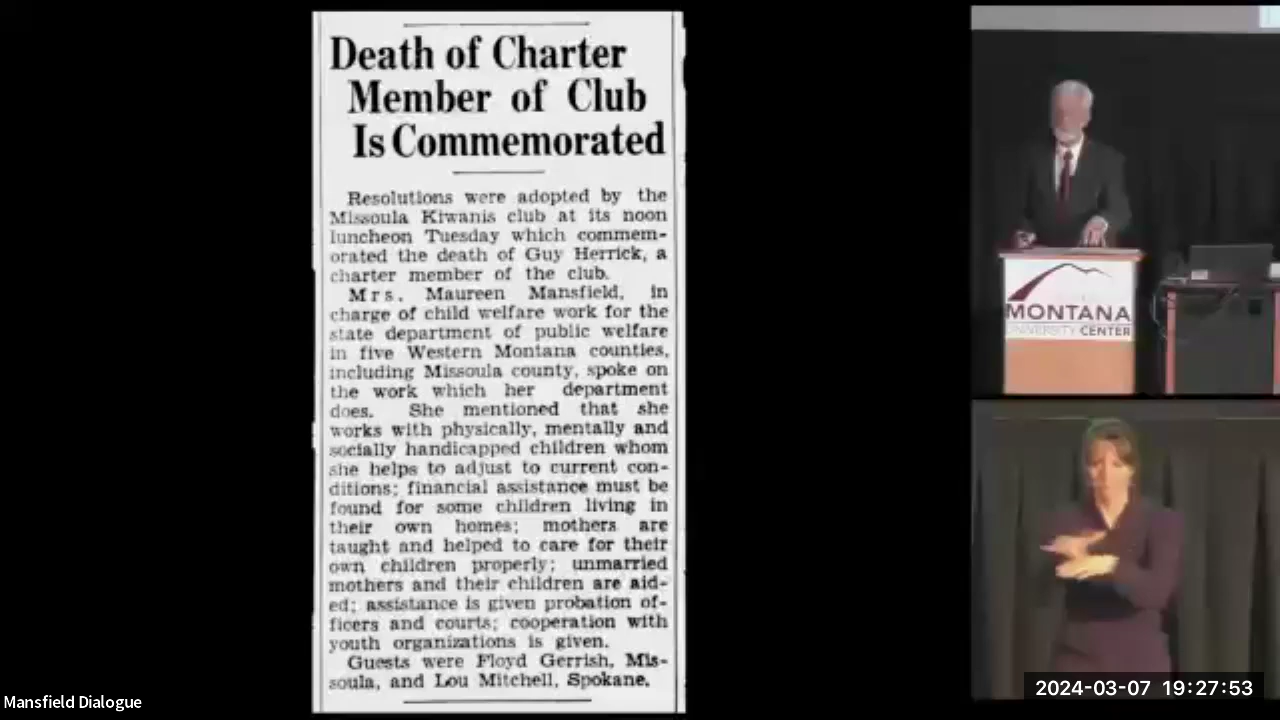 Death of Charter
Member of Club
Is Commemorated
Resolutions were adopted by the
Missoula Kiwanis club at its noon
luncheon Tuesday which commem-
orated the death of Guy Herrick, a
charter member of the club.
Mrs. Maureen Mansfield, in
charge of child welfare work for the
state department of public welfare
in five Western Montana counties,
including Missoula county, spoke on
the work which her department
does. She mentioned that she
works with physically, mentally and
socially handicapped children whom
she helps to adjust to current con-
ditions; financial assistance must be
found for some children living in
their own homes; mothers are
taught and helped to care for their
own children properly; unmarried
mothers and their children are aid-
ed; assistance is given probation of-
ficers and courts; cooperation with
youth organizations is given.
Guests were Floyd Gerrish, Mis-
soula, and Lou Mitchell, Spokane.
MONTANA
UNIVERSITY CENTER
Mansfield Dialogue
2024-03-07 19:27:53